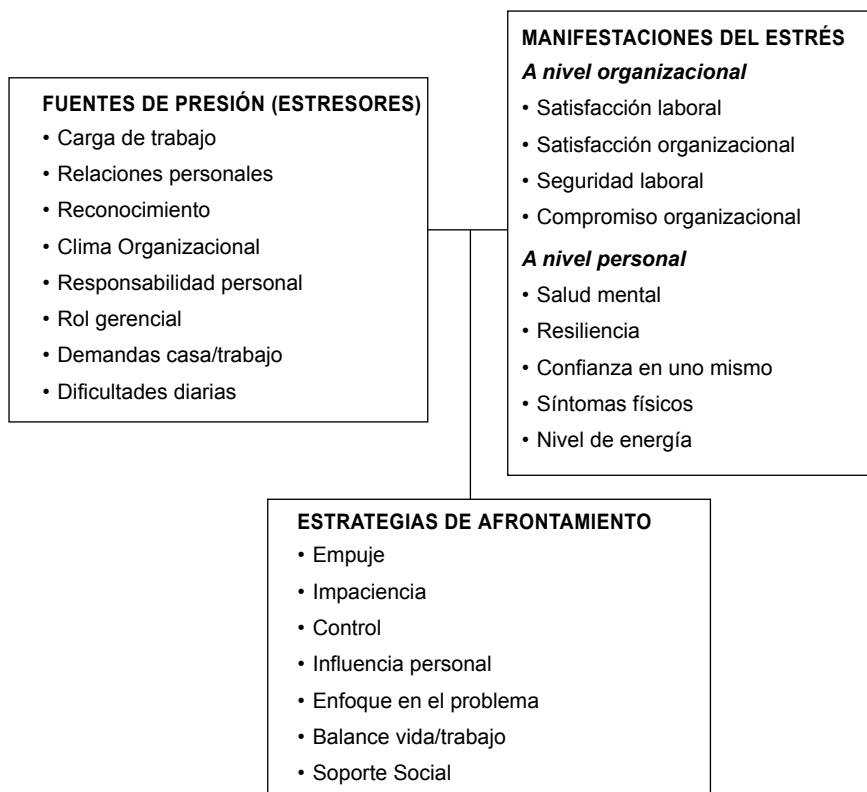 FUENTES DE PRESIÓN (ESTRESORES)
• Carga de trabajo
• Relaciones personales
• Reconocimiento
• Clima Organizacional
• Responsabilidad personal
• Rol gerencial
• Demandas casa/trabajo
• Dificultades diarias
MANIFESTACIONES DEL ESTRÉS
A nivel organizacional
• Satisfacción laboral
• Satisfacción organizacional
• Seguridad laboral
• Compromiso organizacional
A nivel personal
• Salud mental
• Resiliencia
• Confianza en uno mismo
• Síntomas físicos
• Nivel de energía
ESTRATEGIAS DE AFRONTAMIENTO
• Empuje
• Impaciencia
• Control
• Influencia personal
• Enfoque en el problema
• Balance vida/trabajo
• Soporte Social